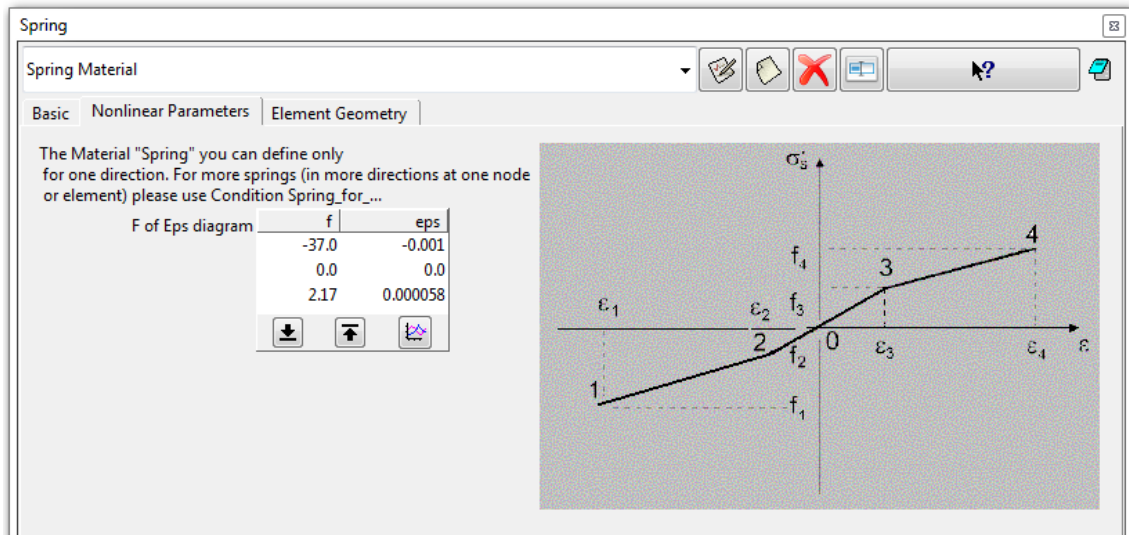 Spring
Spring Material
?
Basic Nonlinear Parameters Element Geometry
The Material "Spring" you can define only
for one direction. For more springs (in more directions at one node
or element) please use Condition Spring_for_...
F of Eps diagram
f eps
-37.0 -0.001
0.0 0.0
2.17 0.000058
σs
4
f4
3
ε1 ε2 f3
2 0 ε3 ε4 ε
f2
1
f1